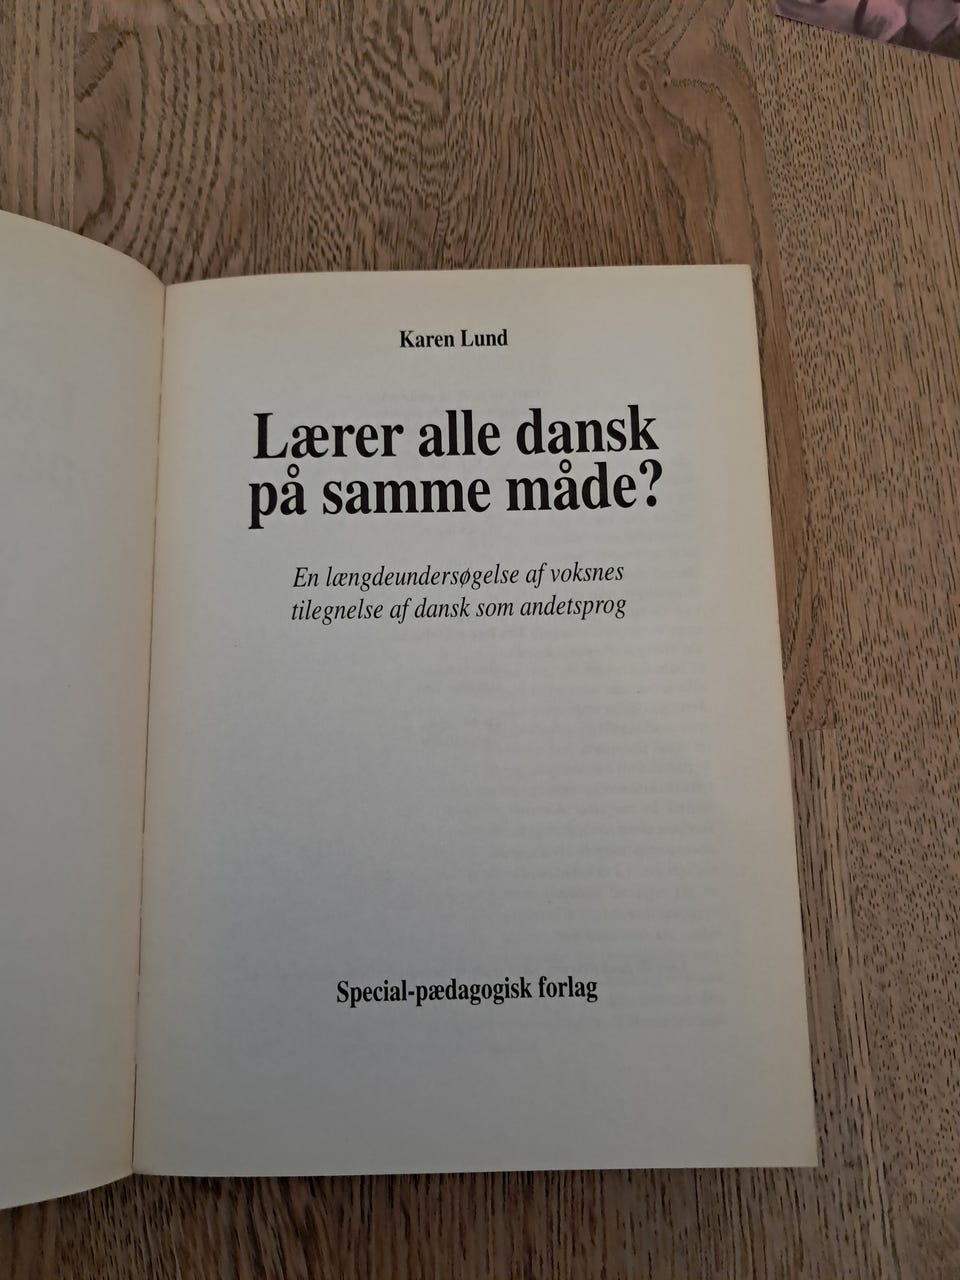 Karen Lund
Lærer alle dansk
på samme måde?
En længdeundersøgelse af voksnes
tilegnelse af dansk som andetsprog
Special-pædagogisk forlag